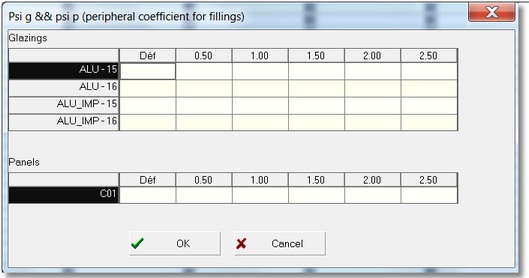 Psi g && psi p (peripheral coefficient for fillings)
Glazings
Déf 0.50 1.00 1.50 2.00 2.50
ALU - 15
ALU - 16
ALU_IMP - 15
ALU_IMP - 16
Panels
Déf 0.50 1.00 1.50 2.00 2.50
C01
OK Cancel